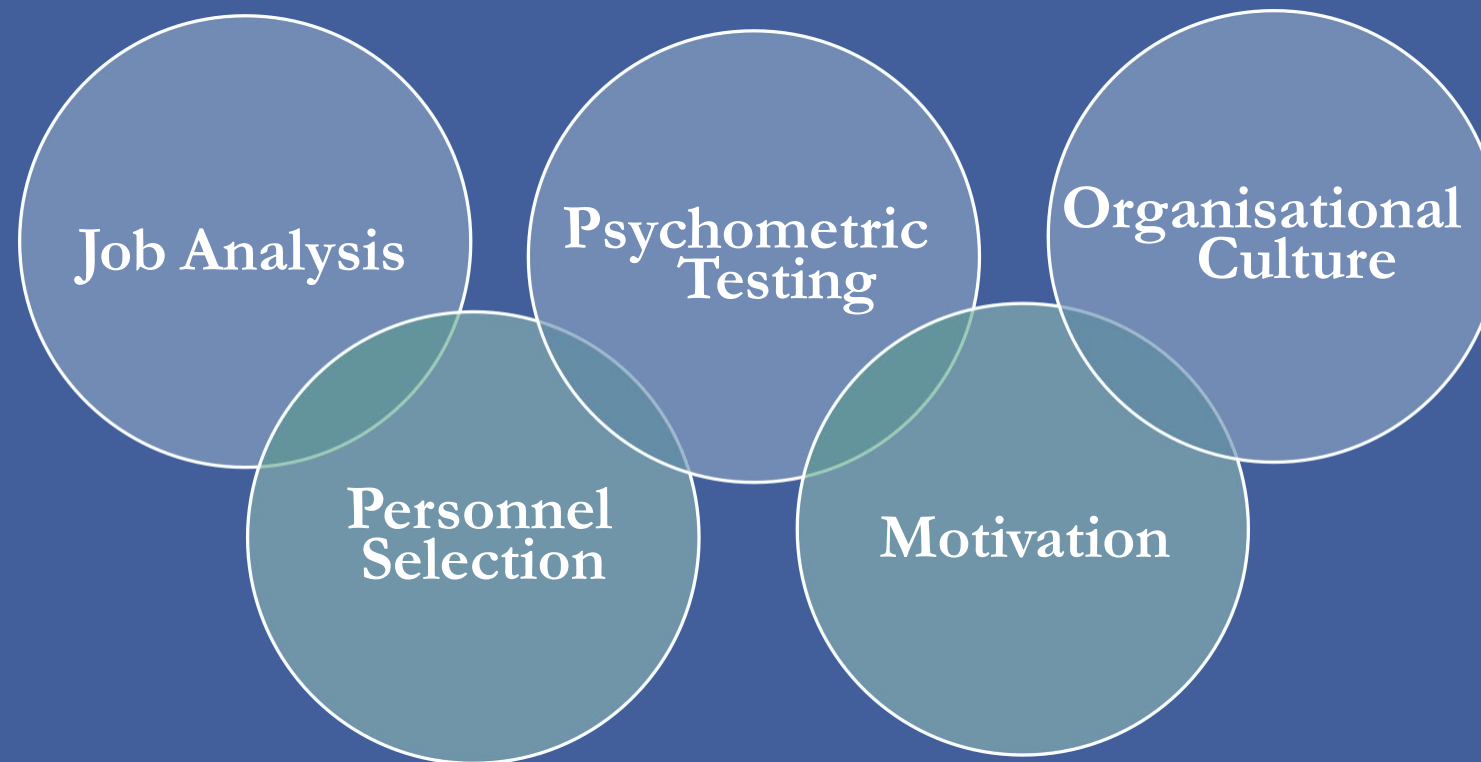 Job Analysis
Psychometric
Testing
Organisational
Culture
Personnel
Selection
Motivation